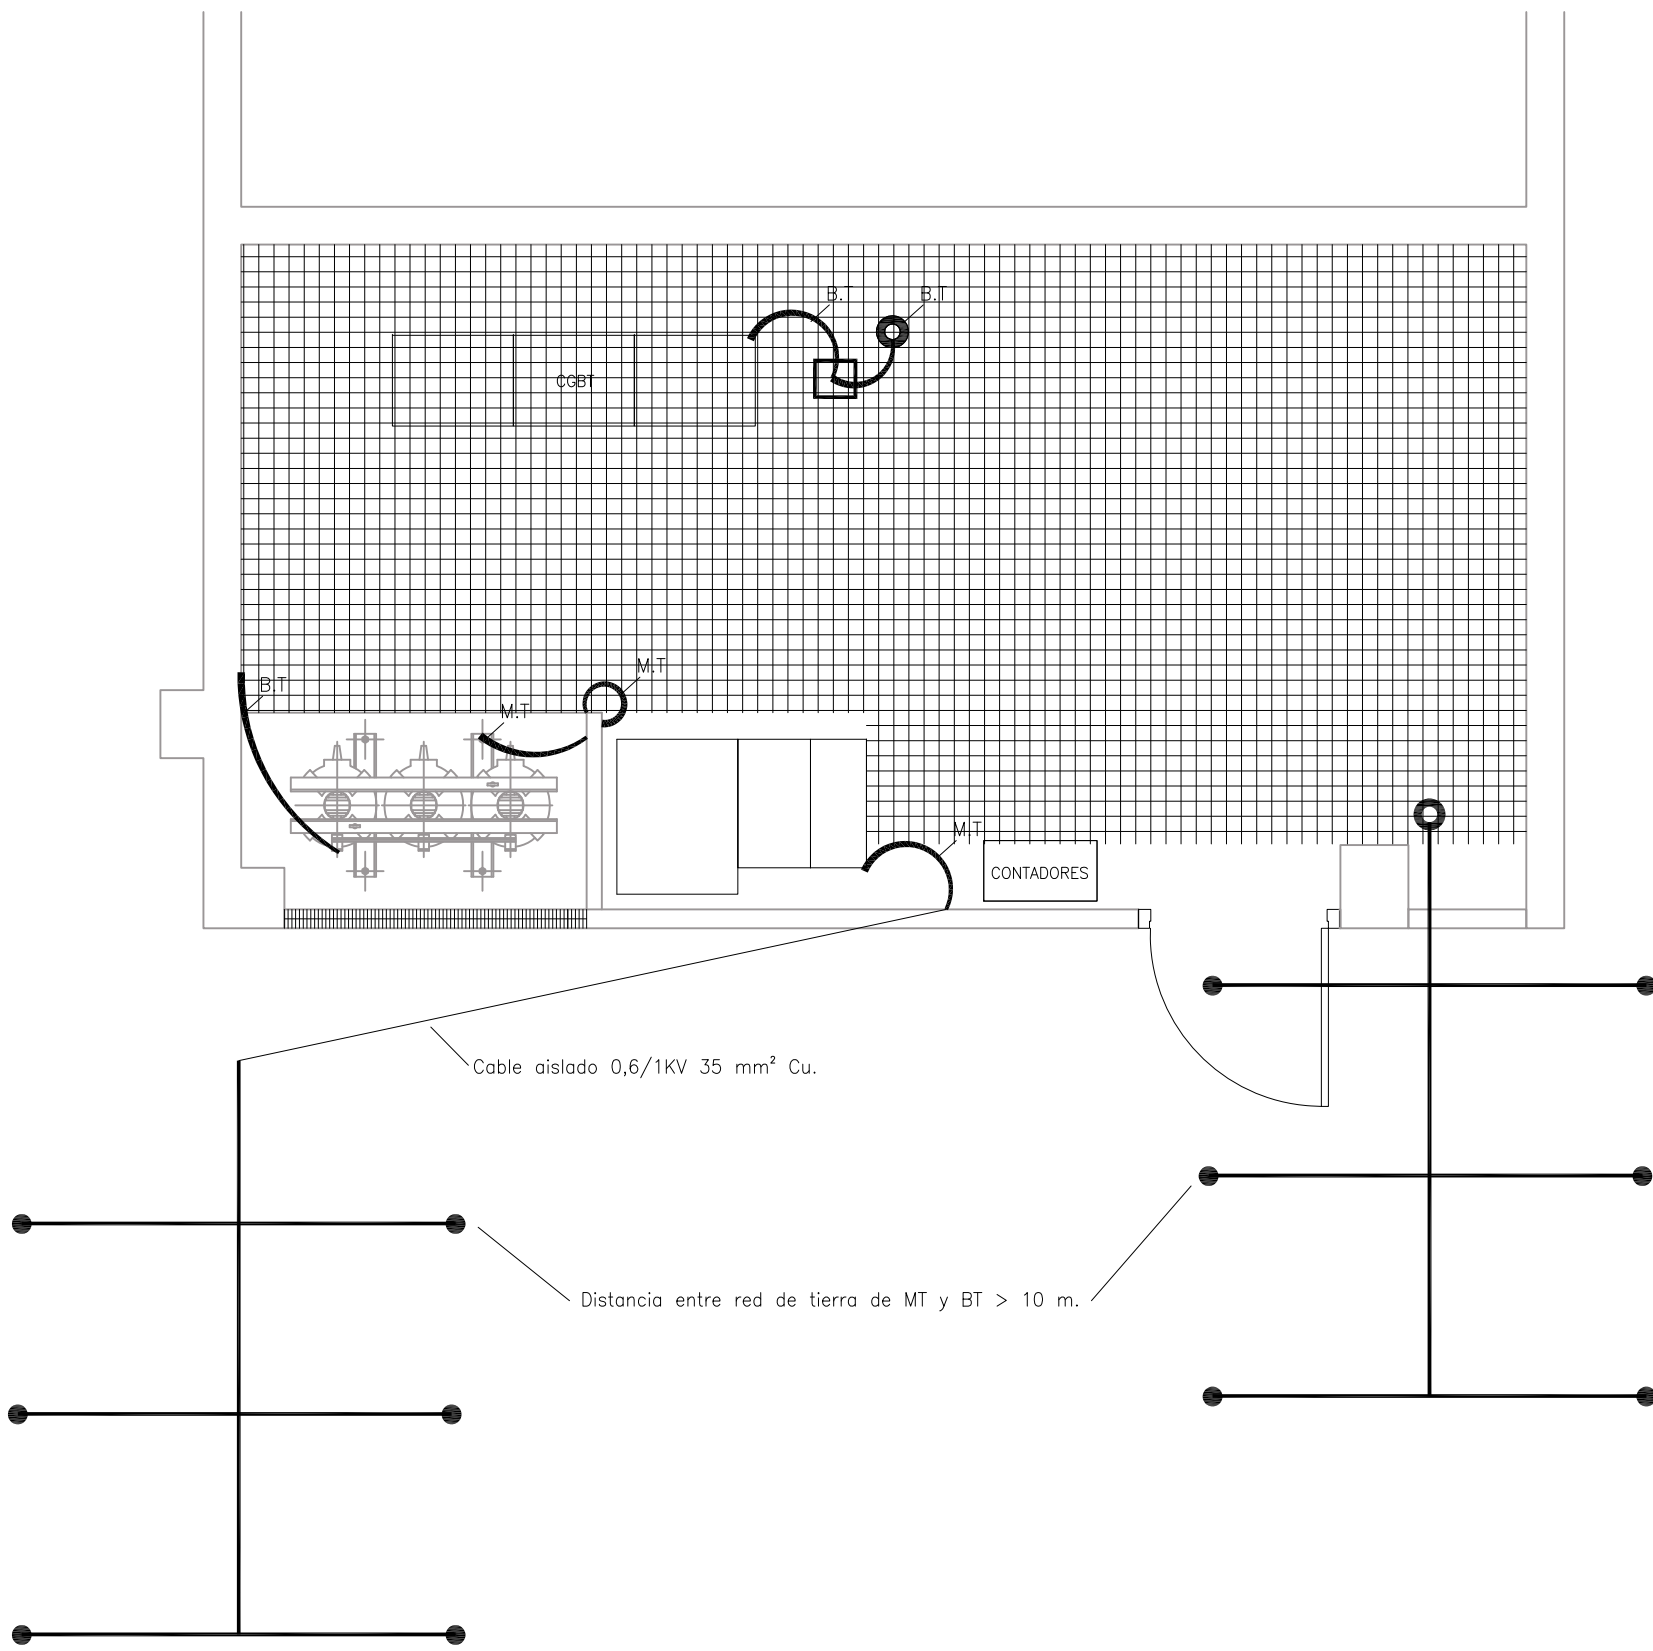 B.T
B.T
CGBT
M.T
B.T
M.T
M.T
CONTADORES
Cable aislado 0,6/1KV 35 mm² Cu.
Distancia entre red de tierra de MT y BT > 10 m.